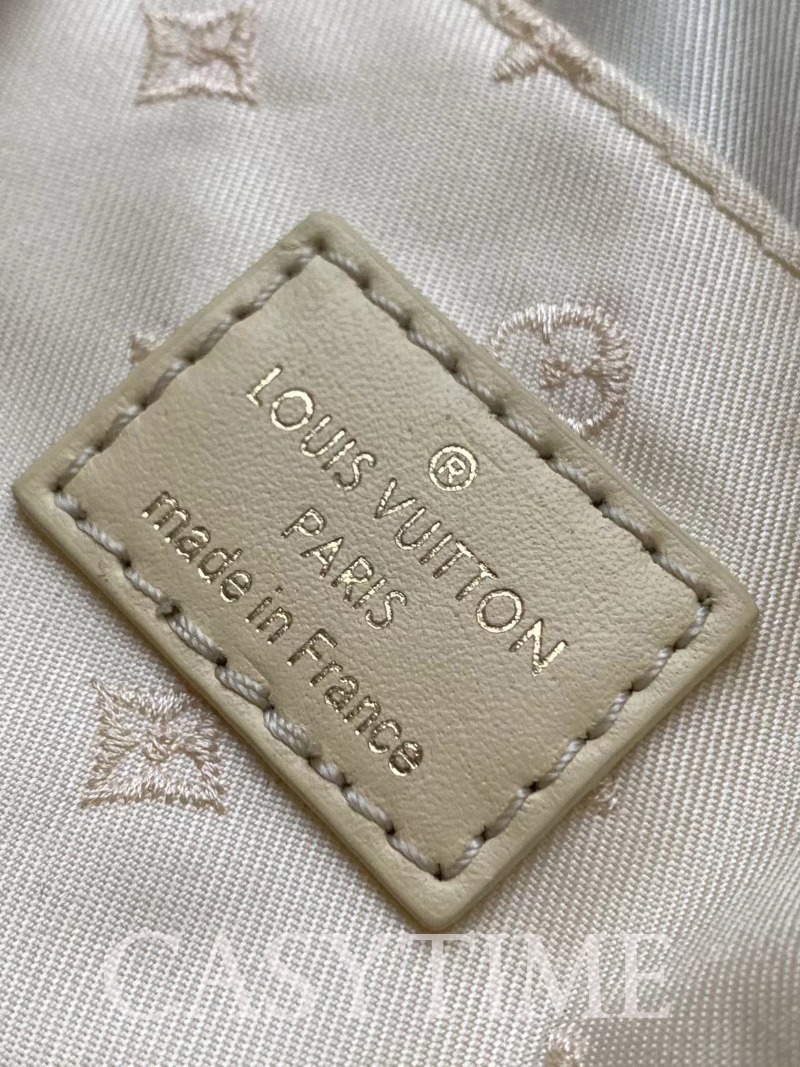 ®
LOUIS VUITTON
PARIS
made in France
CASYTIME